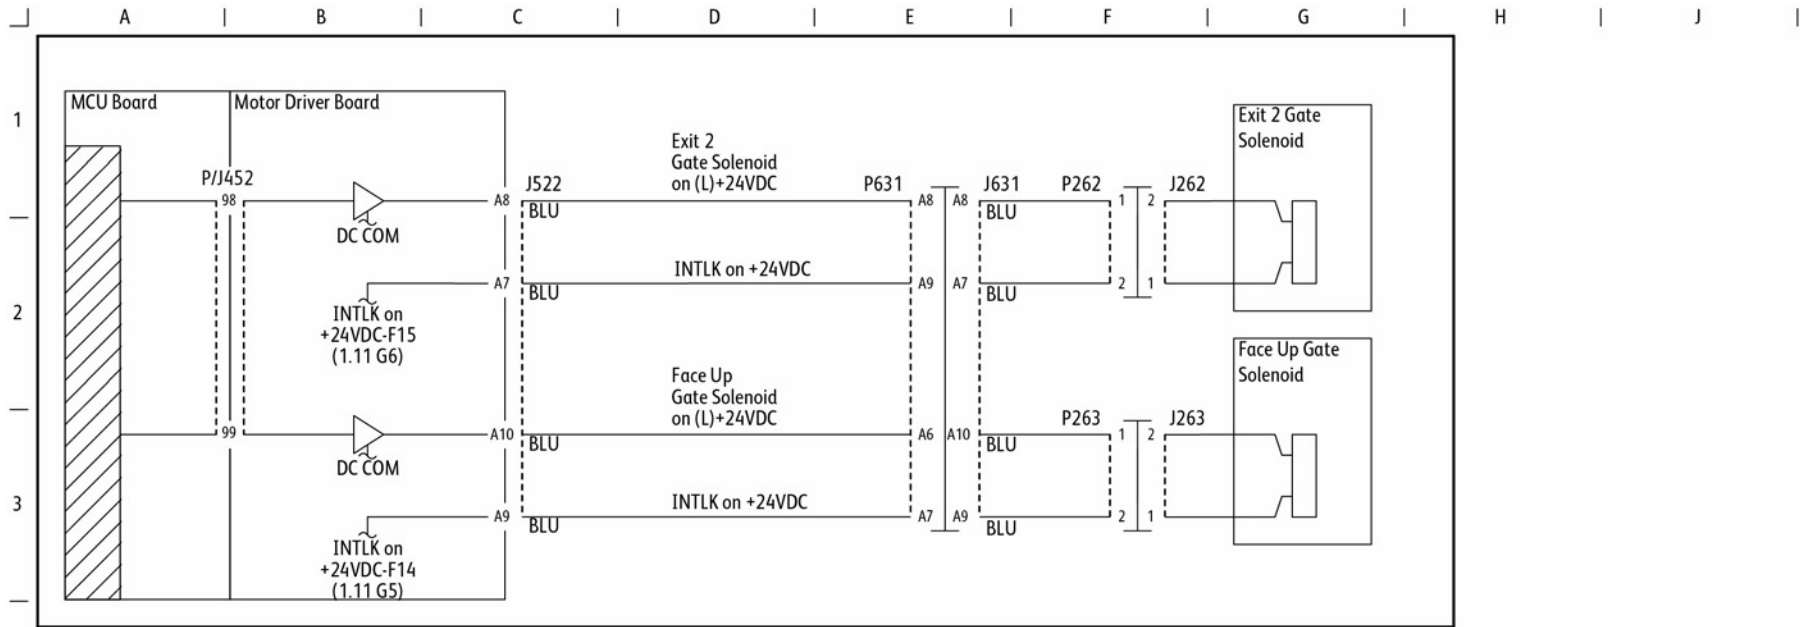 A B C D E F G H J
1
2
3
MCU Board
Motor Driver Board
P/J452
98
DC COM
A8
J522
BLU
Exit 2
Gate Solenoid
on (L)+24VDC
P631
A8
A8
J631
BLU
P262
1
2
J262
Exit 2 Gate
Solenoid
INTLK on
+24VDC-F15
(1.11 G6)
A7
BLU
INTLK on +24VDC
A9
A7
BLU
2
1
99
DC COM
A10
BLU
Face Up
Gate Solenoid
on (L)+24VDC
A6
A10
BLU
P263
1
2
J263
Face Up Gate
Solenoid
INTLK on
+24VDC-F14
(1.11 G5)
A9
BLU
INTLK on +24VDC
A7
A9
BLU
2
1